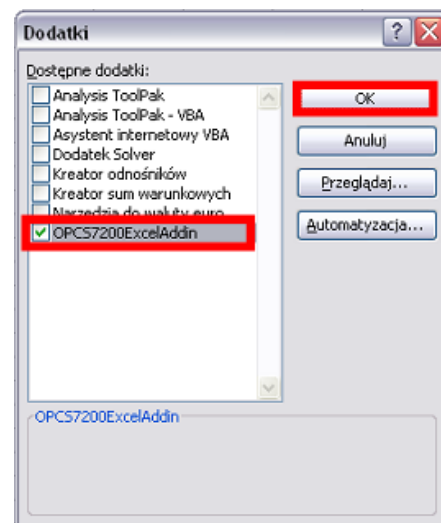 Dodatki
Dostępne dodatki:
Analysis ToolPak
Analysis ToolPak - VBA
Asystent internetowy VBA
Dodatek Solver
Kreator odnośników
Kreator sum warunkowych
Narzędzia do waluty euro
OPCS7200ExcelAddin
OK
Anuluj
Przeglądaj...
Automatyzacja...
OPCS7200ExcelAddin